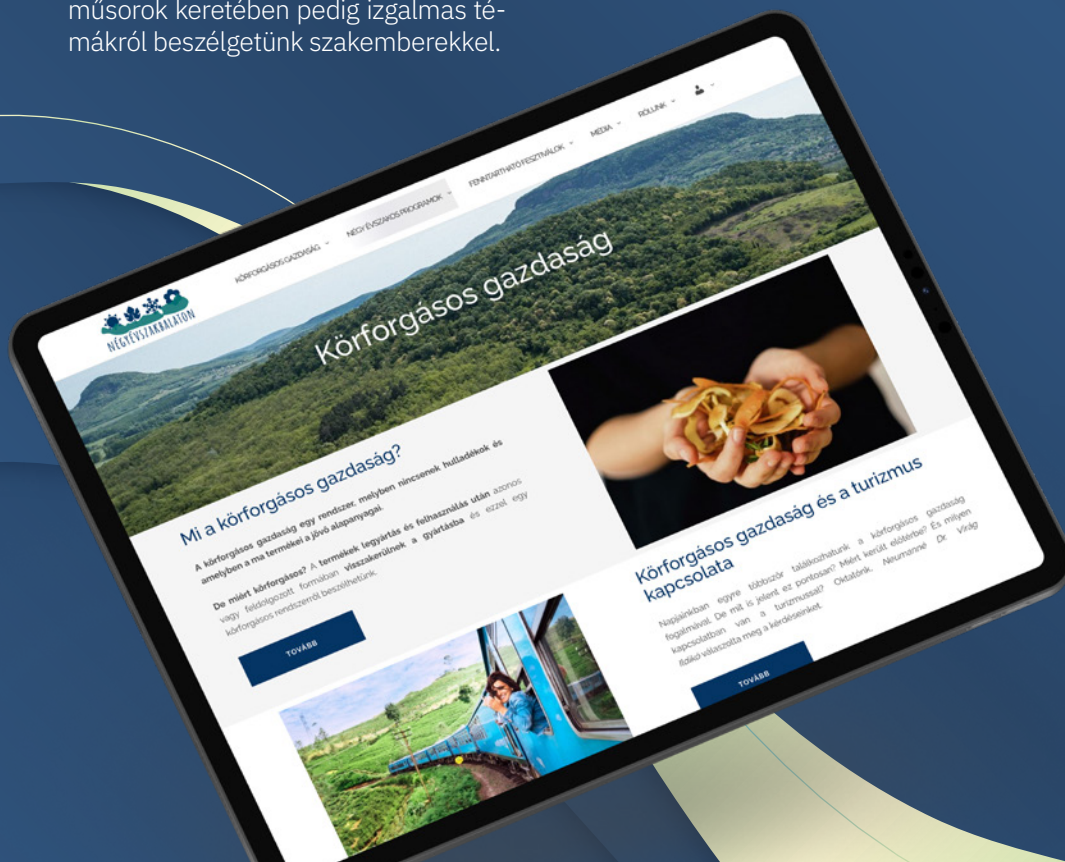 műsorok keretében pedig izgalmas té-
mákról beszélgetünk szakemberekkel.
NÉGYÉVSZAKBALATON
KÖRFORGÁSOS GAZDASÁG
NÉGY ÉVSZAKOS PROGRAMOK
FENNTARTHATÓ FESZTIVÁLOK
MÉDIA
RÓLUNK
Körforgásos gazdaság
Mi a körforgásos gazdaság?
A körforgásos gazdaság egy rendszer, melyben nincsenek hulladékok és
amelyben a ma termékei a jövő alapanyagai.
De miért körforgásos? A termékek legyártás és felhasználás után azonos
vagy feldolgozott formában visszakerülnek a gyártásba és ezzel egy
körforgásos rendszerről beszélhetünk.
TOVÁBB
Körforgásos gazdaság és a turizmus
kapcsolata
Napjainkban egyre többször találkozhatunk a körforgásos gazdaság
fogalmával. De mit is jelent ez pontosan? Miért került előtérbe? És milyen
kapcsolatban van a turizmussal? Oktatónk, Neumanné Dr. Virág
Ildikó válaszolta meg a kérdéseinket.
TOVÁBB